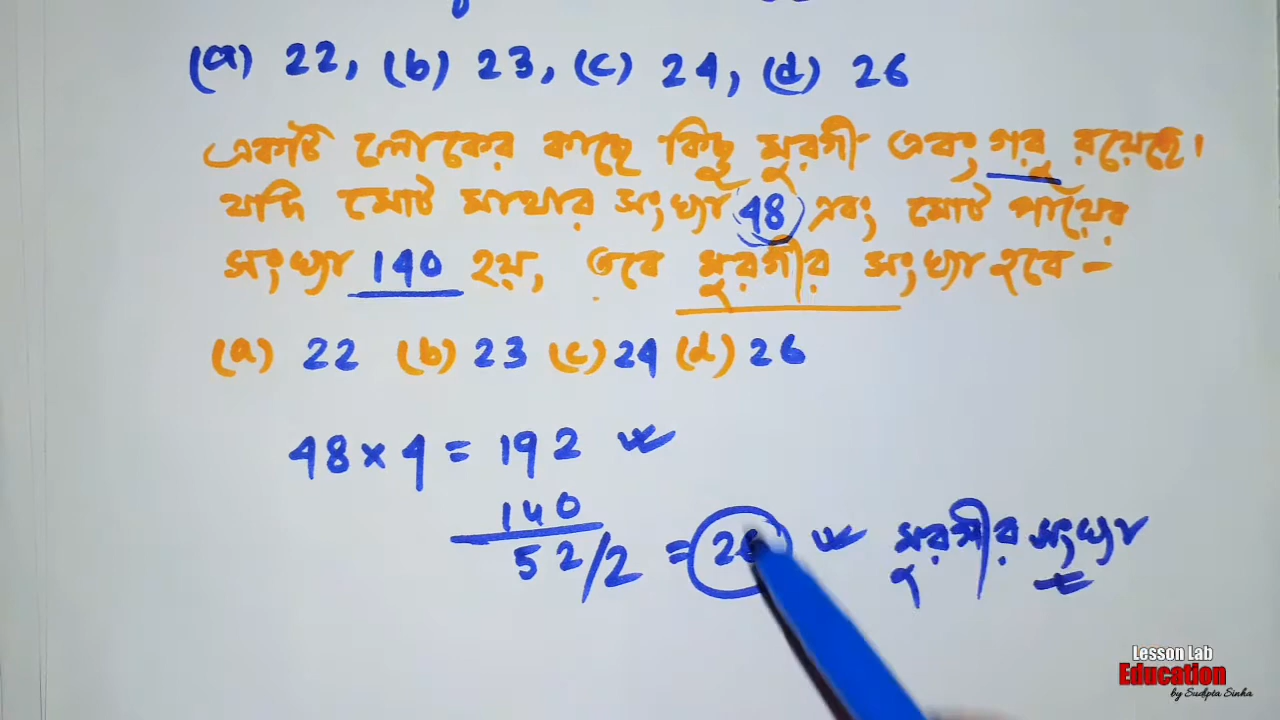 (a) 22, (b) 23, (c) 24, (d) 26
একটি লোকের কাছে কিছু মুরগী এবং গরু রয়েছে।
যদি মোট মাথার সংখ্যা 48 এবং মোট পায়ের
সংখ্যা 140 হয়, তবে মুরগীর সংখ্যা হবে -
(a) 22 (b) 23 (c) 24 (d) 26
48 × 4 = 192
140
52/2 = 26 মুরগীর সংখ্যা
Lesson Lab
Education
by Sudipta Sinha